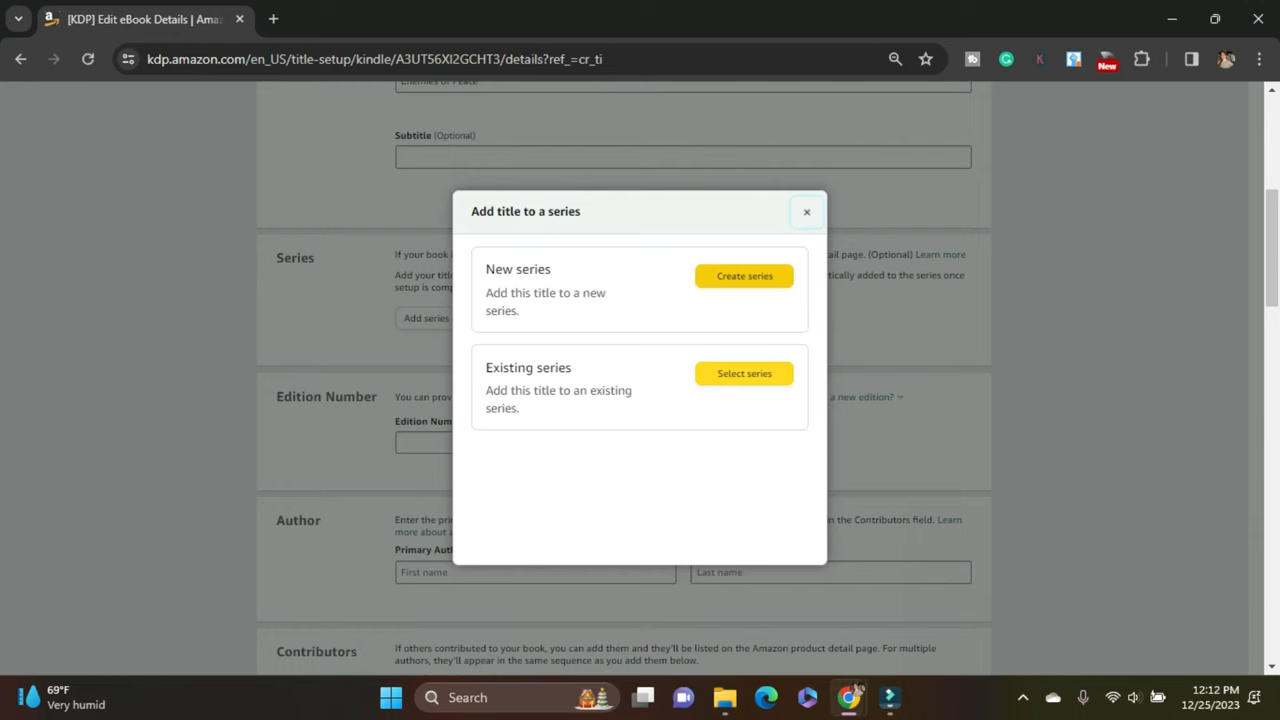 [KDP] Edit eBook Details | Ama
kdp.amazon.com/en_US/title-setup/kindle/A3UT56XI2GCHT3/details?ref_=cr_ti
New
Enemies of Peace
Subtitle (Optional)
Add title to a series
×
Series
If your book
detail page. (Optional) Learn more
Add your title
tically added to the series once
setup is comp
Add series
New series
Create series
Add this title to a new
series.
Existing series
Select series
Add this title to an existing
series.
Edition Number
You can prov
a new edition?
Edition Num
Author
Enter the prim
in the Contributors field. Learn
more about a
Primary Auth
First name
Last name
Contributors
If others contributed to your book, you can add them and they'll be listed on the Amazon product detail page. For multiple
authors, they'll appear in the same sequence as you add them below.
69°F
Very humid
Search
12:12 PM
12/25/2023